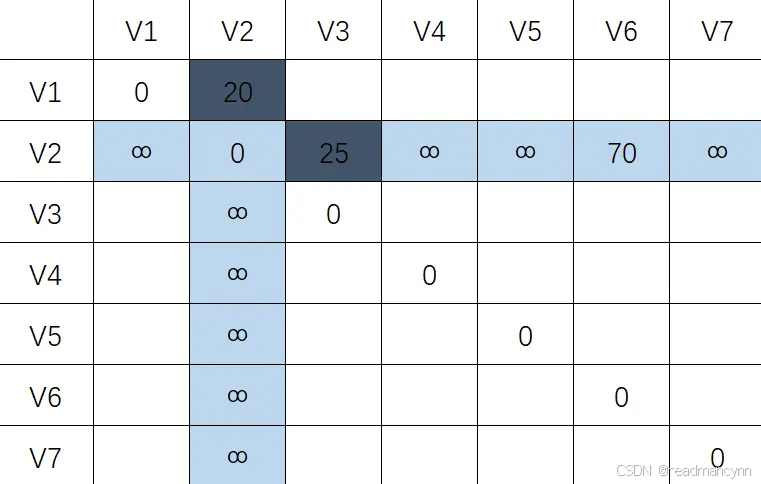 V1 V2 V3 V4 V5 V6 V7
V1 0 20
V2 ∞ 0 25 ∞ ∞ 70 ∞
V3 ∞ 0
V4 ∞ 0
V5 ∞ 0
V6 ∞ 0
V7 ∞ 0
CSDN @readmancynn